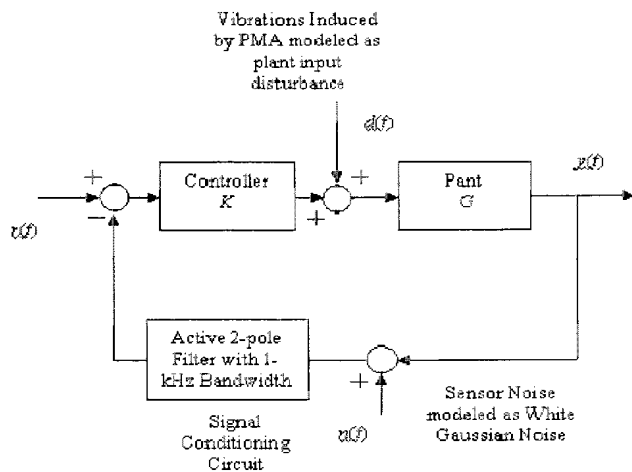 Vibrations Induced
by PMA modeled as
plant input
disturbance
d(t)
+
+
+
−
+
Controller
K
Pant
G
y(t)
r(t)
Active 2-pole
Filter with 1-
kHz Bandwidth
+
Signal
Conditioning
Circuit
n(t)
Sensor Noise
modeled as White
Gaussian Noise